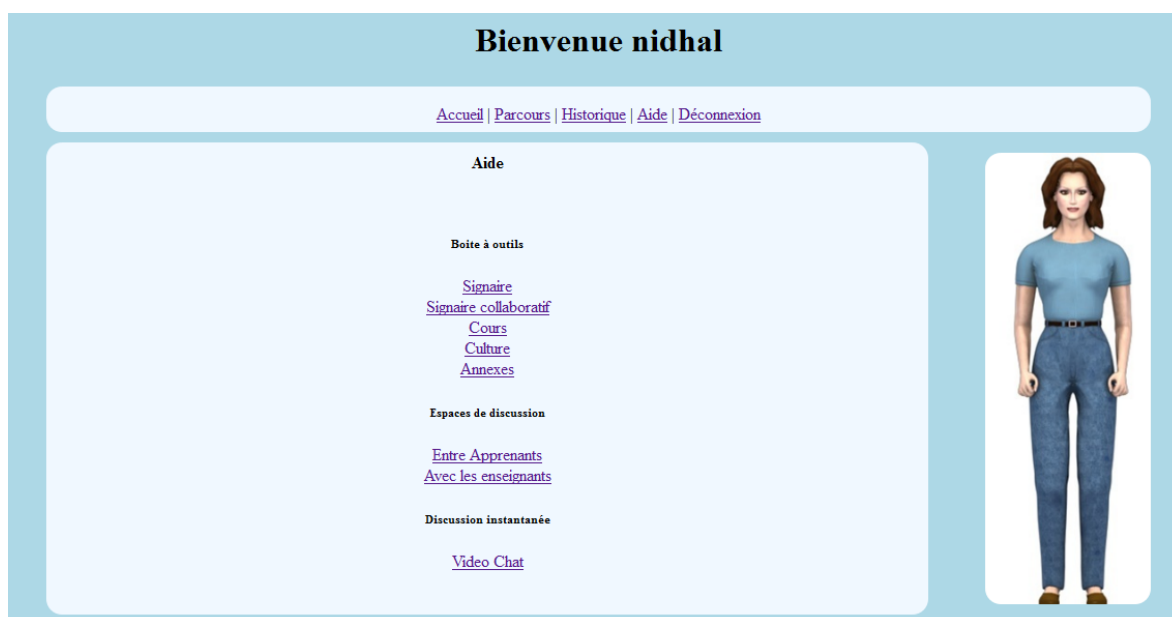 Bienvenue nidhal
Accueil | Parcours | Historique | Aide | Déconnexion
Aide
Boite à outils
Signaire
Signaire collaboratif
Cours
Culture
Annexes
Espaces de discussion
Entre Apprenants
Avec les enseignants
Discussion instantanée
Video Chat